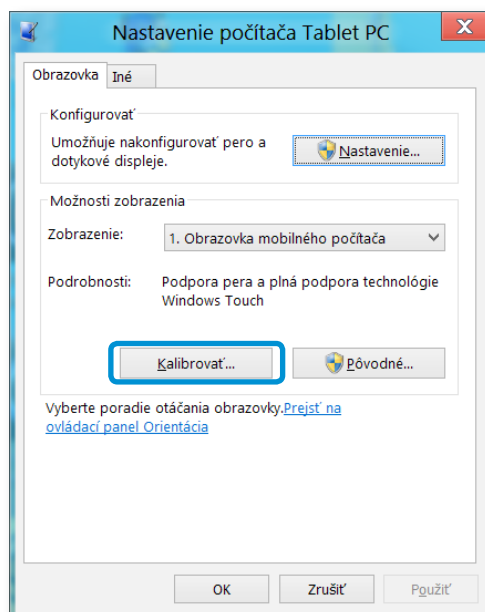 Nastavenie počítača Tablet PC
X
Obrazovka Iné
Konfigurovať
Umožňuje nakonfigurovať pero a
dotykové displeje.
Nastavenie...
Možnosti zobrazenia
Zobrazenie: 1. Obrazovka mobilného počítača
Podrobnosti: Podpora pera a plná podpora technológie
Windows Touch
Kalibrovať... Pôvodné...
Vyberte poradie otáčania obrazovky.Prejsť na
ovládací panel Orientácia
OK Zrušiť Použiť